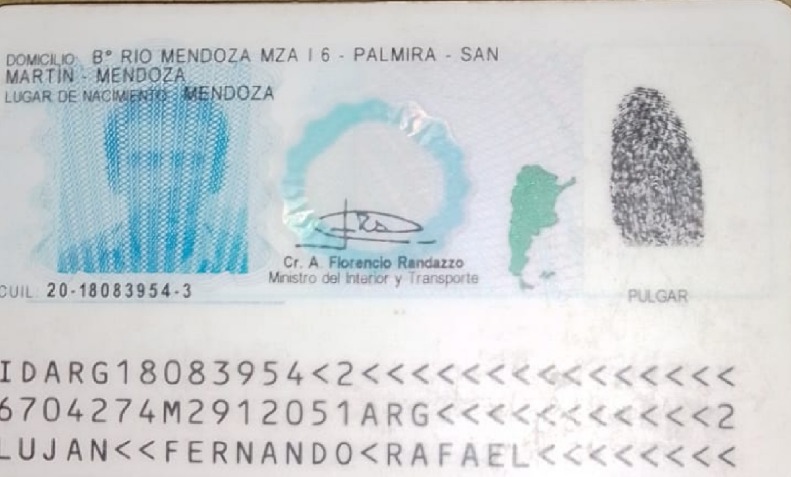 DOMICILIO: B° RIO MENDOZA MZA I 6 - PALMIRA - SAN
MARTÍN - MENDOZA
LUGAR DE NACIMIENTO: MENDOZA
Cr. A. Florencio Randazzo
Ministro del Interior y Transporte
CUIL: 20-18083954-3
PULGAR
IDARG18083954<2<<<<<<<<<<<<<<<
6704274M2912051ARG<<<<<<<<<<<2
LUJAN<<FERNANDO<RAFAEL<<<<<<<<